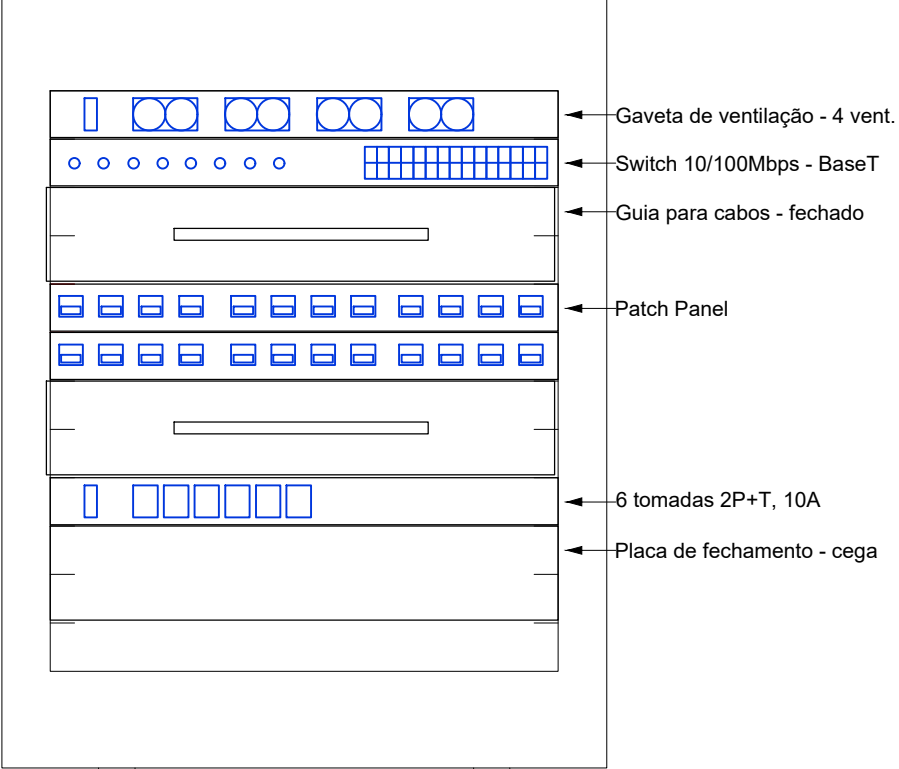 Gaveta de ventilação - 4 vent.
Switch 10/100Mbps - BaseT
Guia para cabos - fechado
Patch Panel
6 tomadas 2P+T, 10A
Placa de fechamento - cega